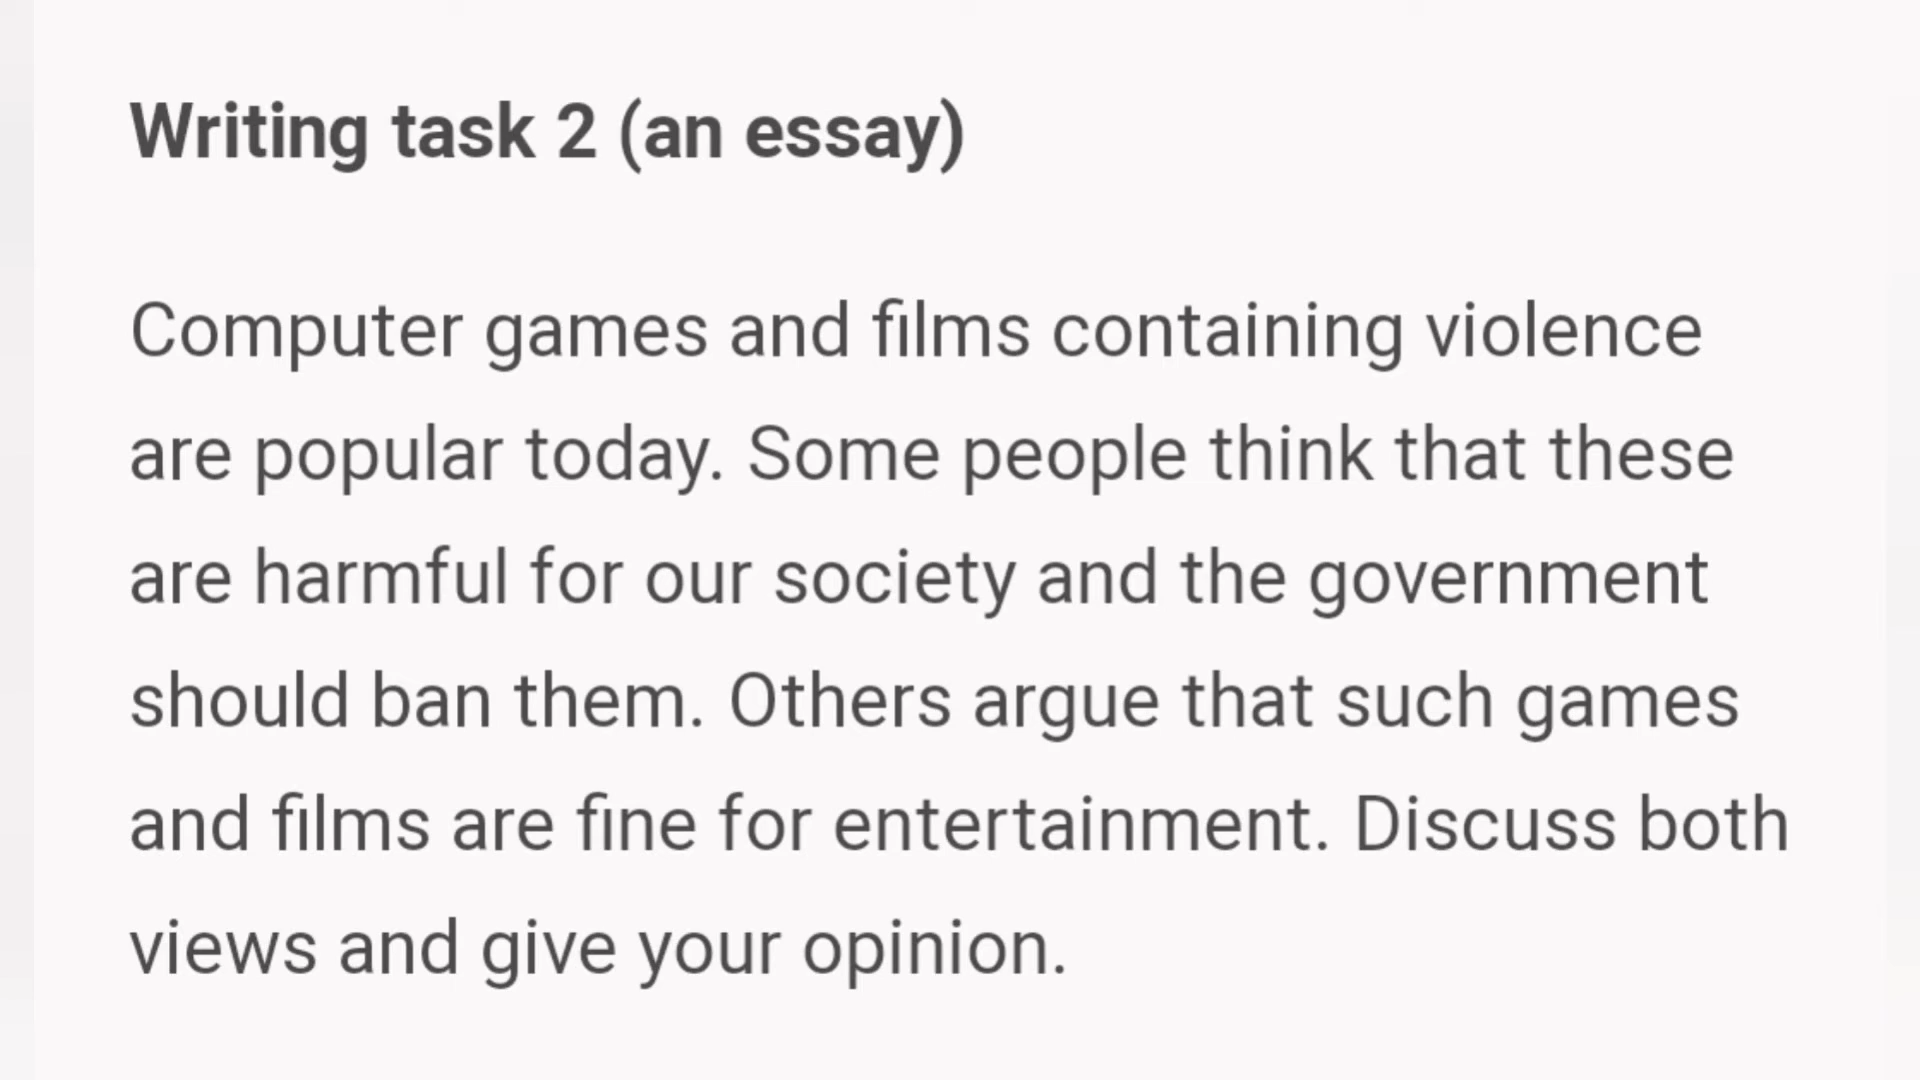 Writing task 2 (an essay)
Computer games and films containing violence
are popular today. Some people think that these
are harmful for our society and the government
should ban them. Others argue that such games
and films are fine for entertainment. Discuss both
views and give your opinion.